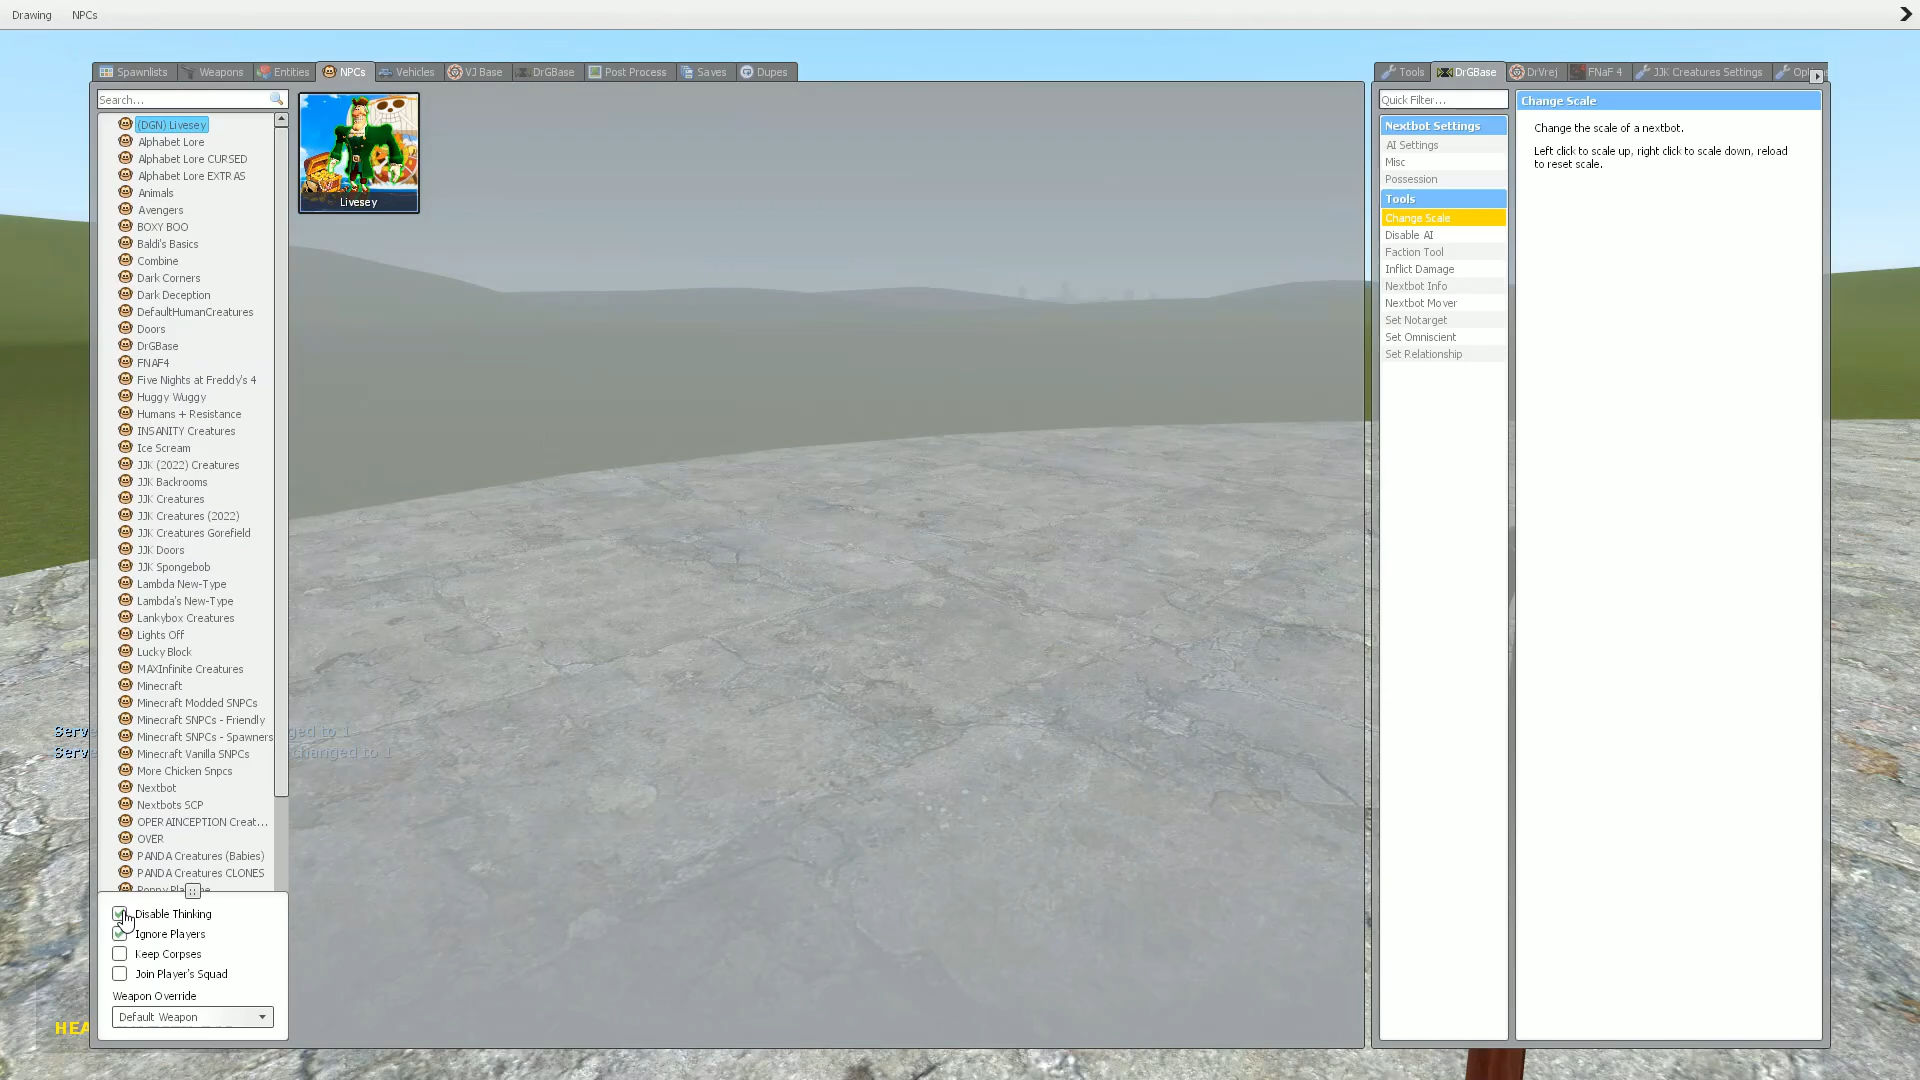 Drawing NPCs
Spawnlists Weapons Entities NPCs Vehicles VJ Base DrGBase Post Process Saves Dupes
Search...
(DGN) Livesey
Alphabet Lore
Alphabet Lore CURSED
Alphabet Lore EXTRAS
Animals
Avengers
BOXY BOO
Baldi's Basics
Combine
Dark Corners
Dark Deception
DefaultHumanCreatures
Doors
DrGBase
FNAF4
Five Nights at Freddy's 4
Huggy Wuggy
Humans + Resistance
INSANITY Creatures
Ice Scream
JJK (2022) Creatures
JJK Backrooms
JJK Creatures
JJK Creatures (2022)
JJK Creatures Gorefield
JJK Doors
JJK Spongebob
Lambda New-Type
Lambda's New-Type
Lankybox Creatures
Lights Off
Lucky Block
MAXInfinite Creatures
Minecraft
Minecraft Modded SNPCs
Minecraft SNPCs - Friendly
Minecraft SNPCs - Spawners
Minecraft Vanilla SNPCs
More Chicken Snpcs
Nextbot
Nextbots SCP
OPERAINCEPTION Creat...
OVER
PANDA Creatures (Babies)
PANDA Creatures CLONES
Disable Thinking
Ignore Players
Keep Corpses
Join Player's Squad
Weapon Override
Default Weapon
Livesey
Serve nged to 1
Serve changed to 1
HEA
Tools DrGBase DrVrej FNaF 4 JJK Creatures Settings
Quick Filter...
Nextbot Settings
AI Settings
Misc
Possession
Tools
Change Scale
Disable AI
Faction Tool
Inflict Damage
Nextbot Info
Nextbot Mover
Set Notarget
Set Omniscient
Set Relationship
Change Scale
Change the scale of a nextbot.
Left click to scale up, right click to scale down, reload
to reset scale.